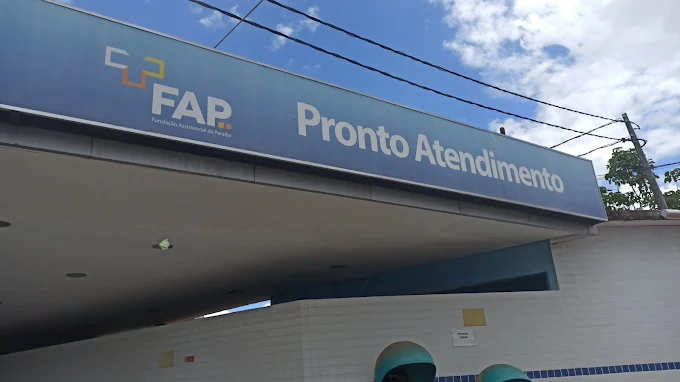 FAP
Fundação Assistencial da Paraíba
Pronto Atendimento